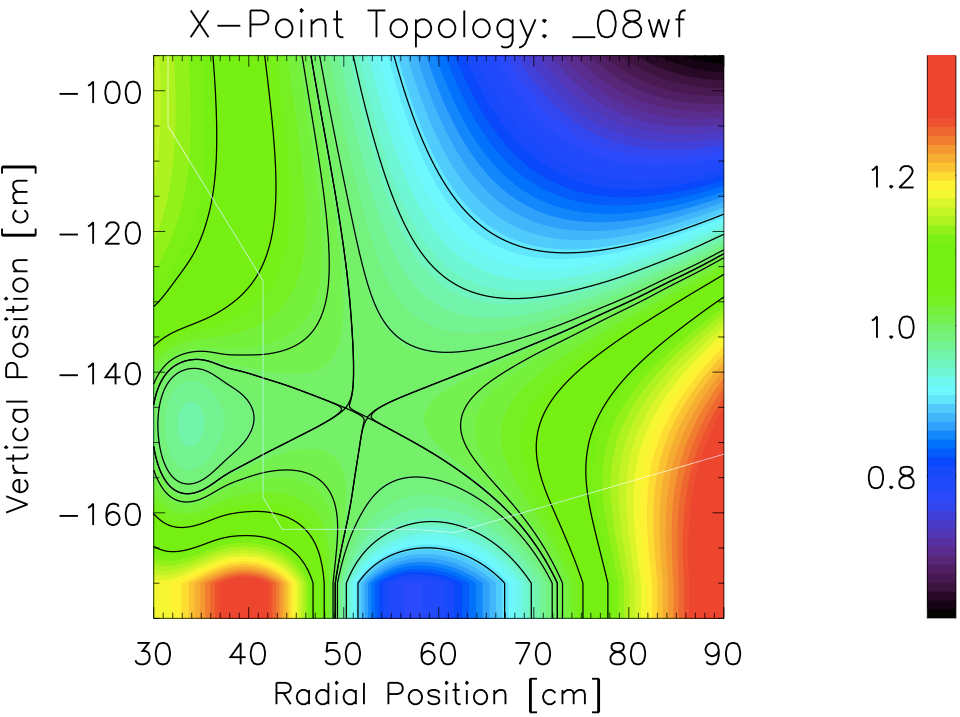 X-Point Topology: _08wf
-100
-120
-140
-160
Vertical Position [cm]
30 40 50 60 70 80 90
Radial Position [cm]
1.2
1.0
0.8